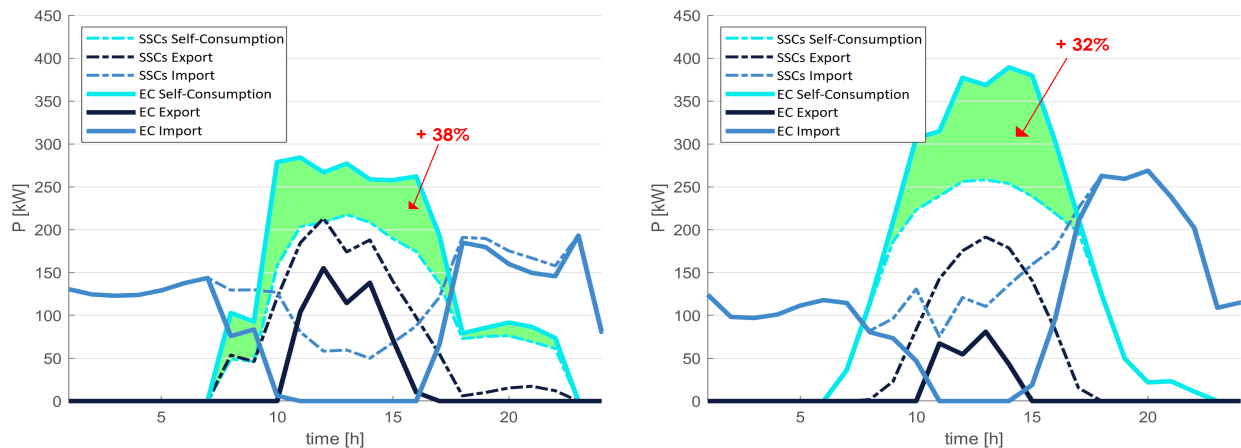 450
400
350
300
250
200
150
100
50
0
P [kW]
SSCs Self-Consumption
SSCs Export
SSCs Import
EC Self-Consumption
EC Export
EC Import
+ 38%
5
10
15
20
time [h]
450
400
350
300
250
200
150
100
50
0
P [kW]
SSCs Self-Consumption
SSCs Export
SSCs Import
EC Self-Consumption
EC Export
EC Import
+ 32%
5
10
15
20
time [h]